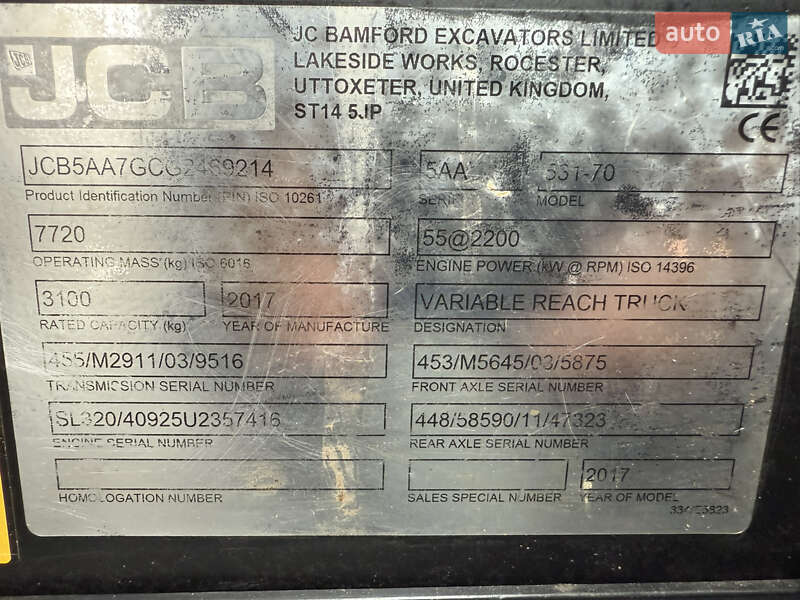 auto RIA .com
JCB JCB
JC BAMFORD EXCAVATORS LIMITED
LAKESIDE WORKS, ROCESTER,
UTTOXETER, UNITED KINGDOM,
ST14 5JP
CE
JCB5AA7GCG2469214 5AA 531-70
Product Identification Number (PIN) ISO 10261 SERIES MODEL
7720 55@2200
OPERATING MASS (kg) ISO 6016 ENGINE POWER (kW @ RPM) ISO 14396
3100 2017 VARIABLE REACH TRUCK
RATED CAPACITY (kg) YEAR OF MANUFACTURE DESIGNATION
455/M2911/03/9516 453/M5645/03/5875
TRANSMISSION SERIAL NUMBER FRONT AXLE SERIAL NUMBER
SL320/40925U2357416 448/58590/11/47323
ENGINE SERIAL NUMBER REAR AXLE SERIAL NUMBER
2017
HOMOLOGATION NUMBER SALES SPECIAL NUMBER YEAR OF MODEL